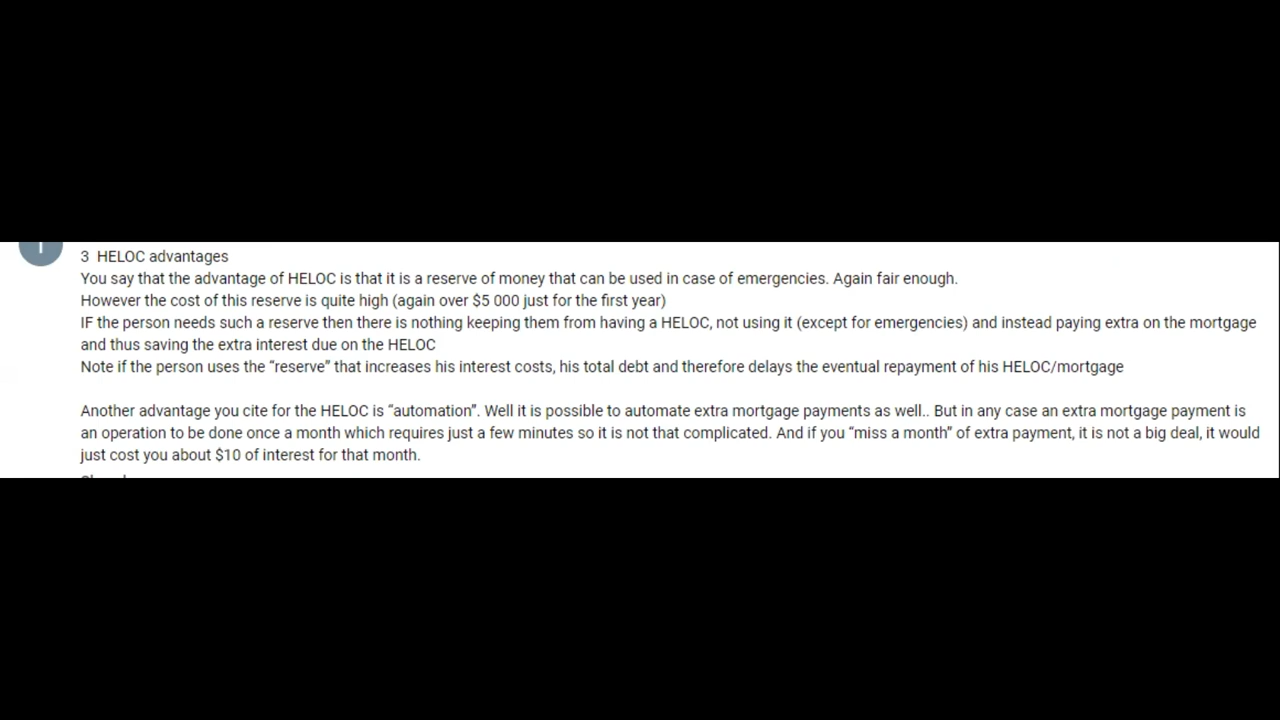 3  HELOC advantages
You say that the advantage of HELOC is that it is a reserve of money that can be used in case of emergencies. Again fair enough.
However the cost of this reserve is quite high (again over $5 000 just for the first year)
IF the person needs such a reserve then there is nothing keeping them from having a HELOC, not using it (except for emergencies) and instead paying extra on the mortgage
and thus saving the extra interest due on the HELOC
Note if the person uses the “reserve” that increases his interest costs, his total debt and therefore delays the eventual repayment of his HELOC/mortgage
Another advantage you cite for the HELOC is “automation”. Well it is possible to automate extra mortgage payments as well.. But in any case an extra mortgage payment is
an operation to be done once a month which requires just a few minutes so it is not that complicated. And if you “miss a month” of extra payment, it is not a big deal, it would
just cost you about $10 of interest for that month.